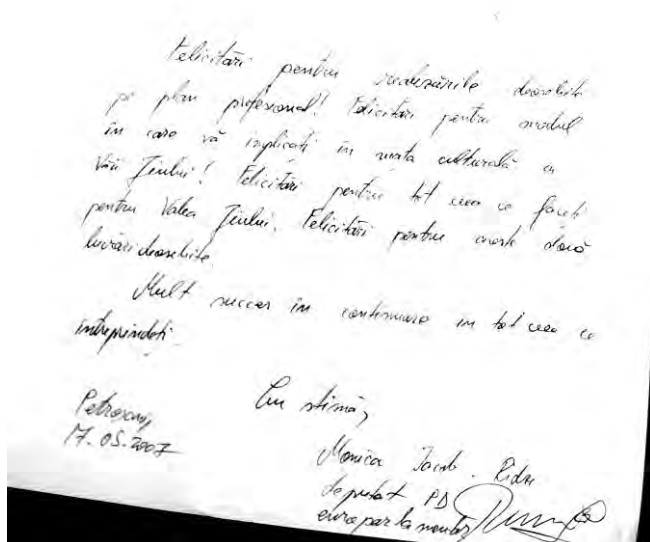 Felicitări pentru realizările deosebite
pe plan profesional! Felicitări pentru modul
în care vă implicați în viața culturală a
Văii Jiului! Felicitări pentru tot ceea ce faceți
pentru Valea Jiului. Felicitări pentru aceste două
lucrări deosebite.
Mult succes în continuare în tot ceea ce
întreprindeți.
Cu stimă,
Petroșani,
17.05.2007
Monica Iacob-Ridzi
deputat PD
europarlamentar